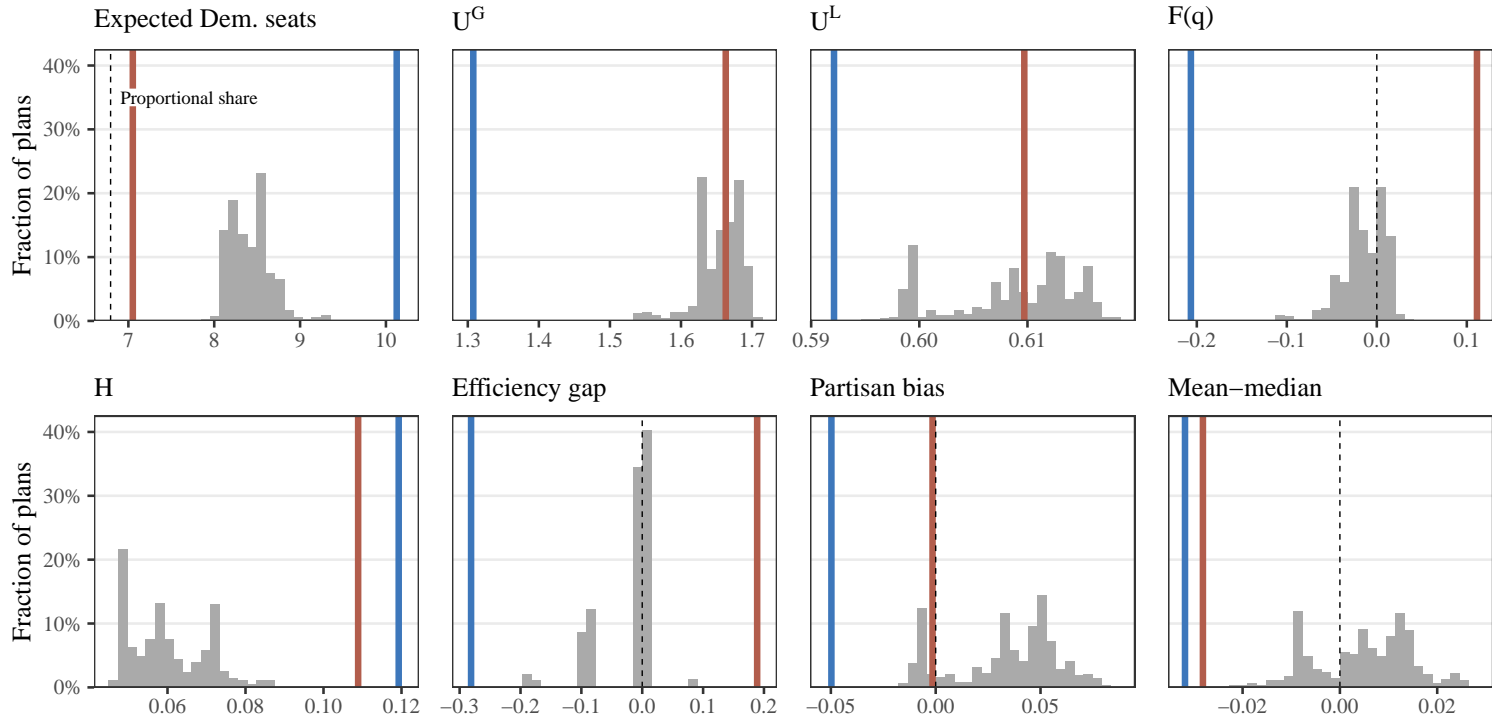 Expected Dem. seats
U^G
U^L
F(q)
Fraction of plans
40%
30%
20%
10%
0%
Proportional share
7 8 9 10
1.3 1.4 1.5 1.6 1.7
0.59 0.60 0.61
−0.2 −0.1 0.0 0.1
H
Efficiency gap
Partisan bias
Mean−median
Fraction of plans
40%
30%
20%
10%
0%
0.06 0.08 0.10 0.12
−0.3 −0.2 −0.1 0.0 0.1 0.2
−0.05 0.00 0.05
−0.02 0.00 0.02